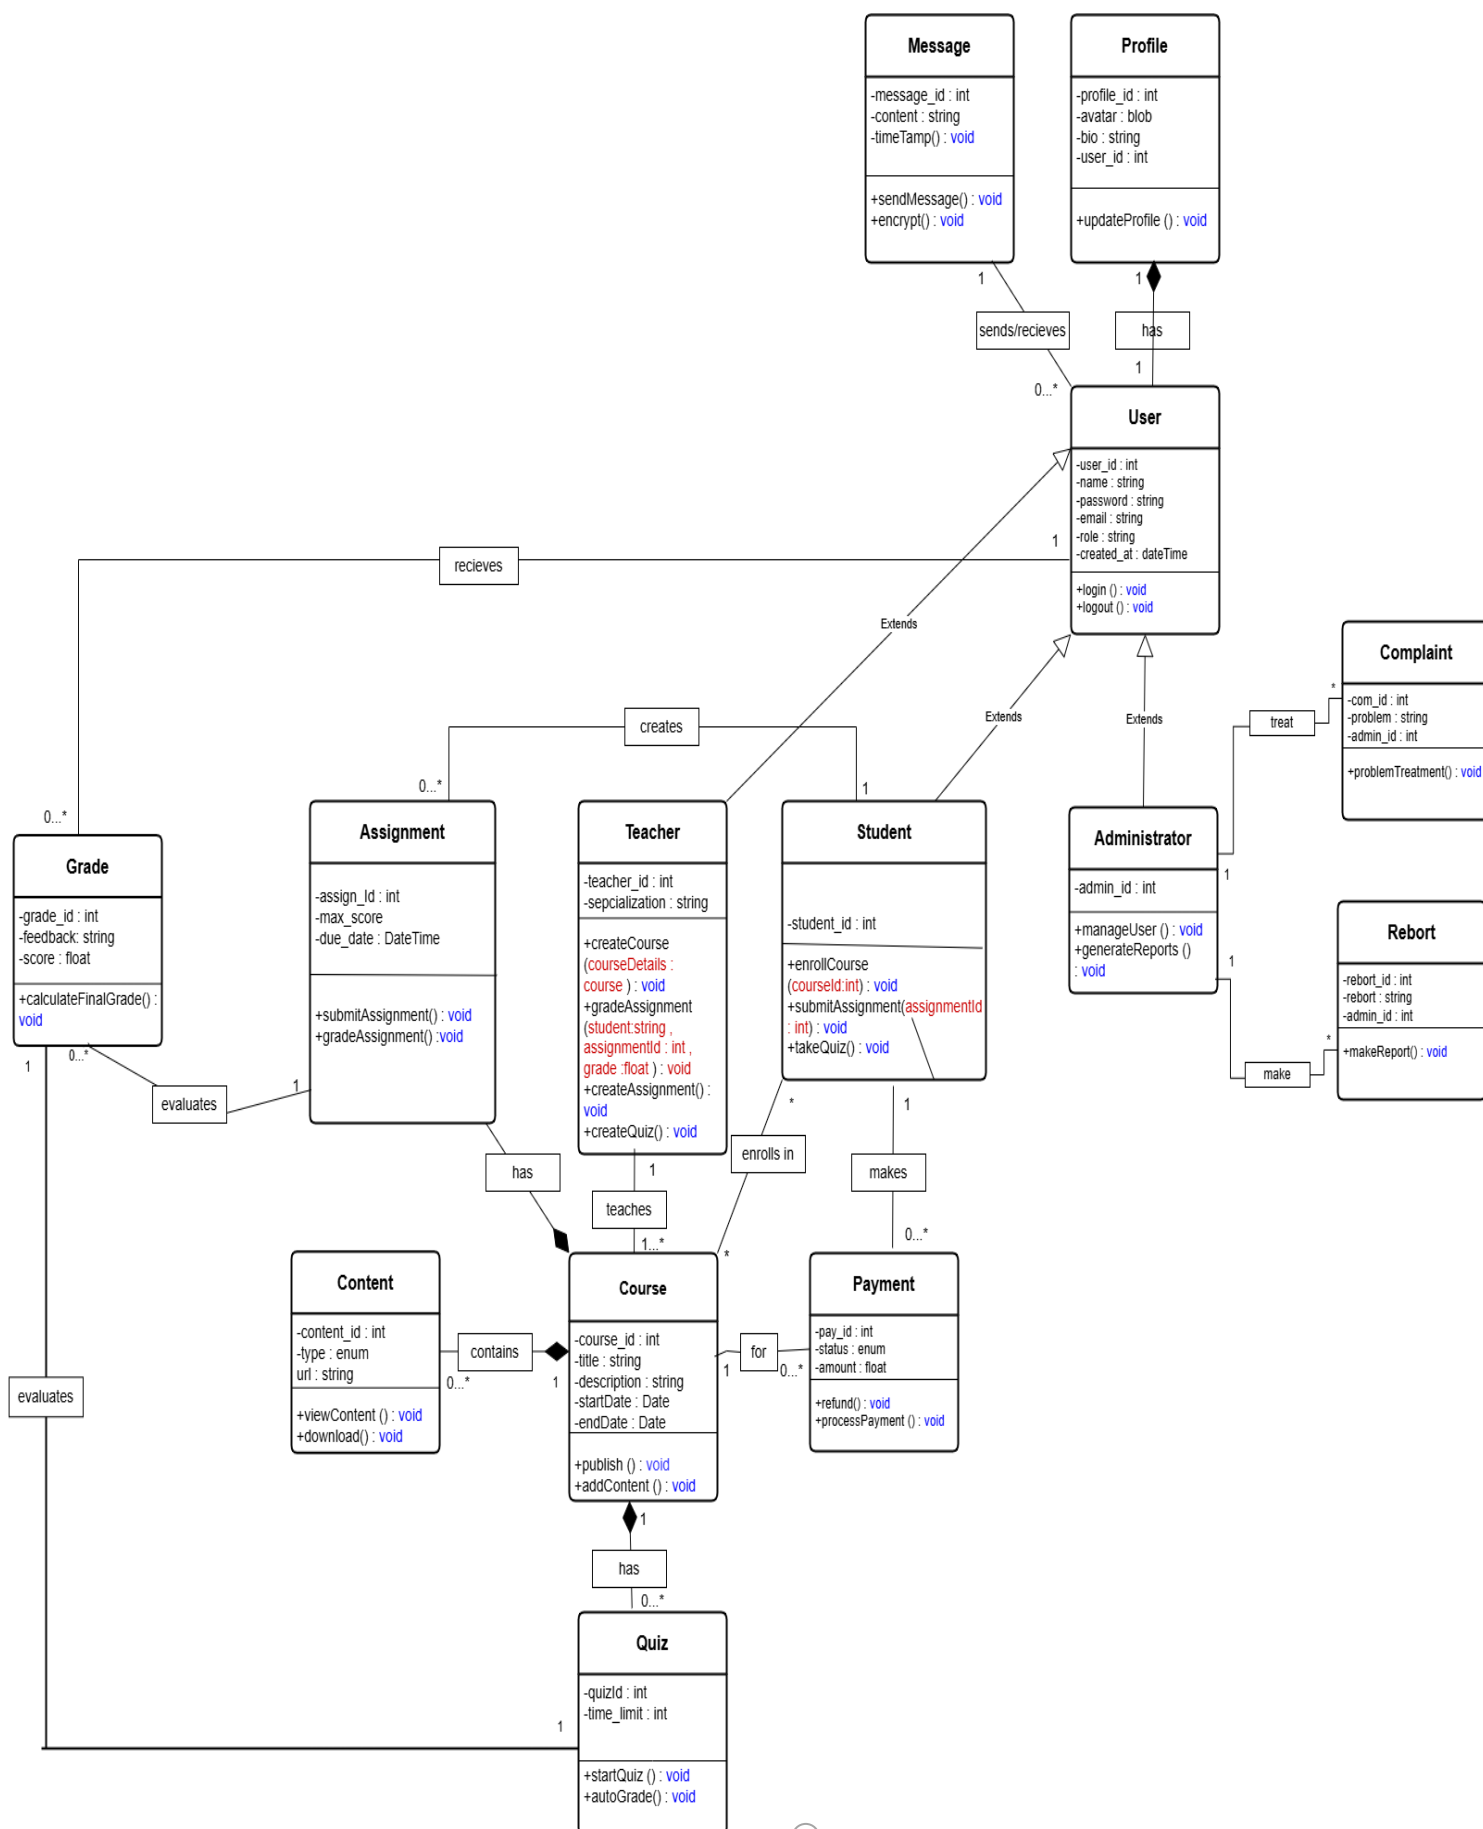 Message
-message_id : int
-content : string
-timeTamp() : void
+sendMessage() : void
+encrypt() : void
Profile
-profile_id : int
-avatar : blob
-bio : string
-user_id : int
+updateProfile () : void
1
sends/recieves
0...*
1
has
1
User
-user_id : int
-name : string
-password : string
-email : string
-role : string
-created_at : dateTime
+login () : void
+logout () : void
1
recieves
0...*
Extends
Extends
Extends
creates
0...*
1
Complaint
-com_id : int
-problem : string
-admin_id : int
+problemTreatment() : void
*
treat
1
Grade
-grade_id : int
-feedback: string
-score : float
+calculateFinalGrade() :
void
Assignment
-assign_Id : int
-max_score
-due_date : DateTime
+submitAssignment() : void
+gradeAssignment() :void
Teacher
-teacher_id : int
-sepcialization : string
+createCourse
(courseDetails :
course ) : void
+gradeAssignment
(student:string ,
assignmentId : int ,
grade :float ) : void
+createAssignment() :
void
+createQuiz() : void
Student
-student_id : int
+enrollCourse
(courseId:int) : void
+submitAssignment(assignmentId
: int) : void
+takeQuiz() : void
Administrator
-admin_id : int
+manageUser () : void
+generateReports ()
: void
Rebort
-rebort_id : int
-rebort : string
-admin_id : int
+makeReport() : void
1
make
*
1
0...*
evaluates
1
has
1
teaches
1...*
*
enrolls in
*
1
makes
0...*
Content
-content_id : int
-type : enum
url : string
+viewContent () : void
+download() : void
contains
0...*
1
Course
-course_id : int
-title : string
-description : string
-startDate : Date
-endDate : Date
+publish () : void
+addContent () : void
for
1
0...*
Payment
-pay_id : int
-status : enum
-amount : float
+refund() : void
+processPayment () : void
evaluates
1
has
0...*
Quiz
-quizId : int
-time_limit : int
+startQuiz () : void
+autoGrade() : void
1